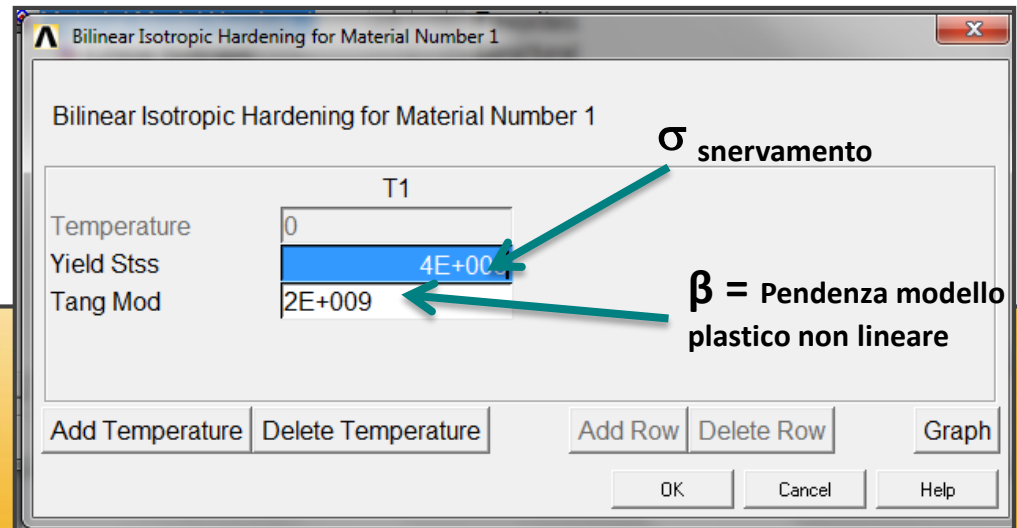 Bilinear Isotropic Hardening for Material Number 1
Bilinear Isotropic Hardening for Material Number 1
σ snervamento
T1
Temperature 0
Yield Stss
Tang Mod 2E+009
β = Pendenza modello
plastico non lineare
Add Temperature Delete Temperature Add Row Delete Row Graph
OK Cancel Help